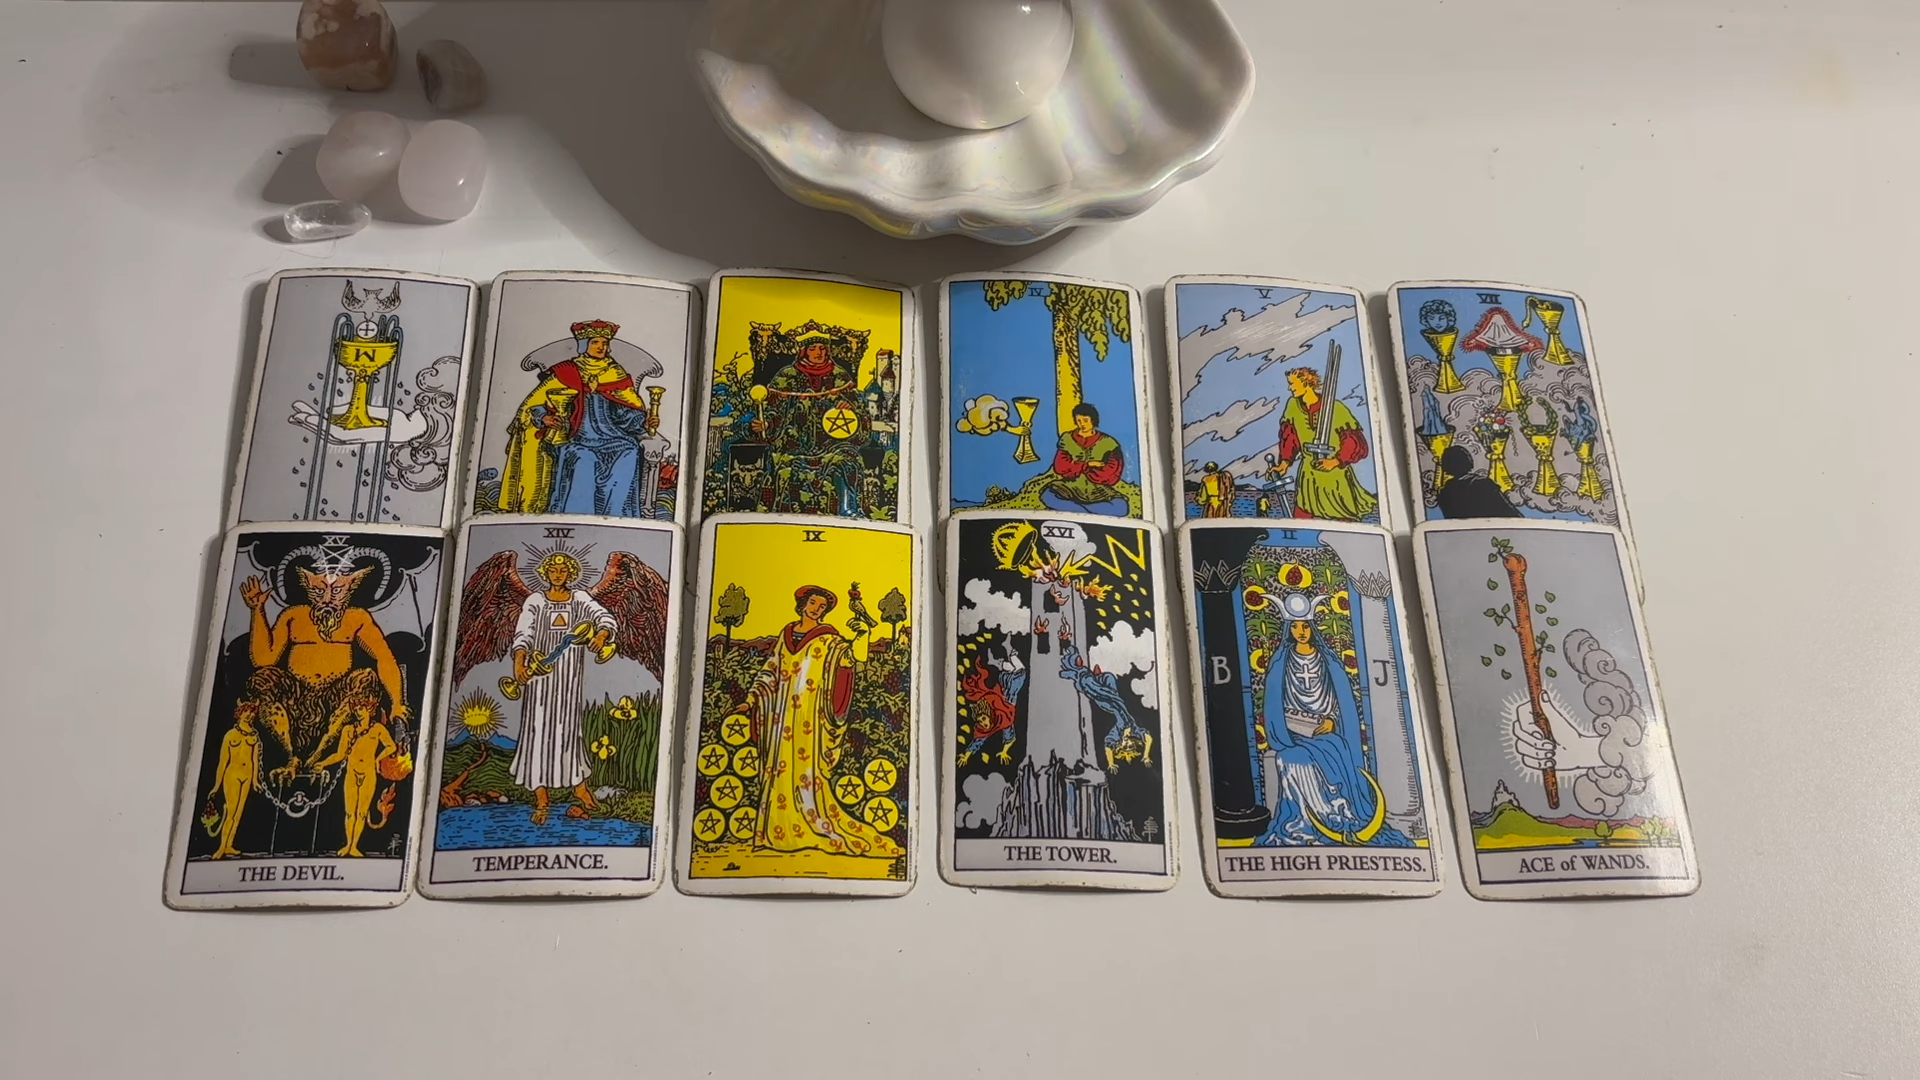 W
IV
V
VII
XV
XIV
IX
XVI
II
B
J
THE DEVIL.
TEMPERANCE.
THE TOWER.
THE HIGH PRIESTESS.
ACE of WANDS.